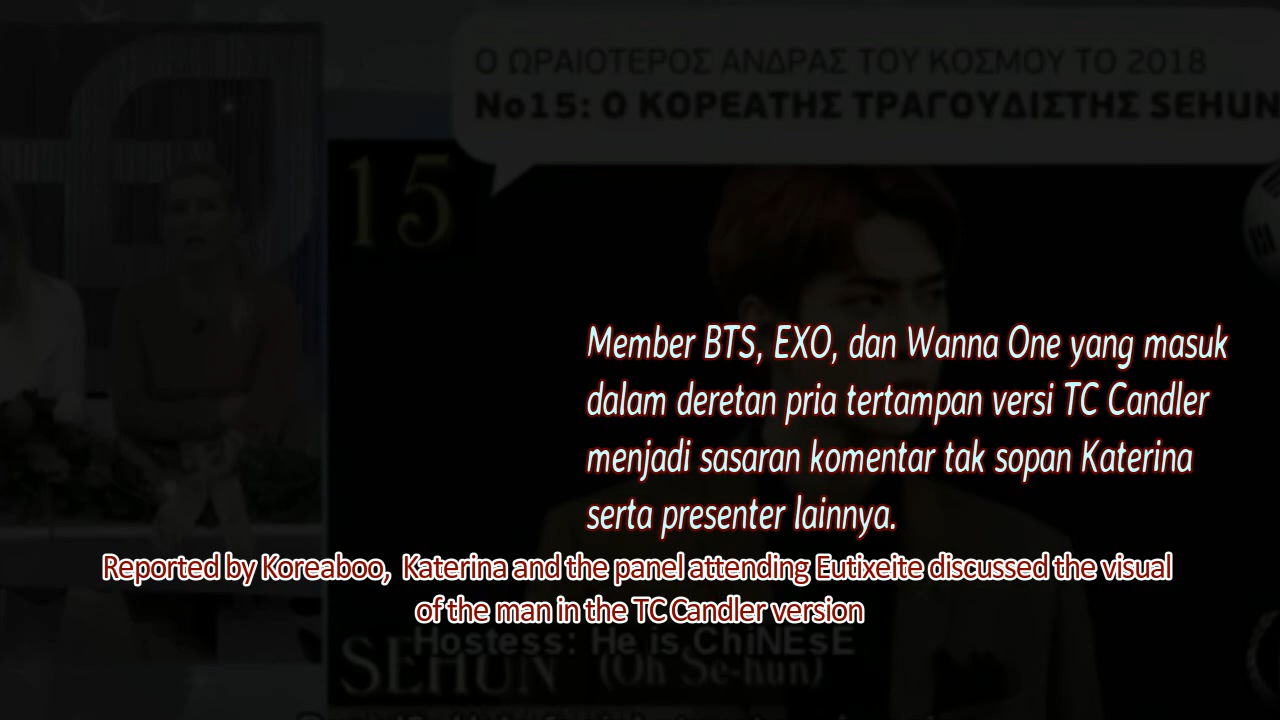 Ο ΩΡΑΙΟΤΕΡΟΣ ΑΝΔΡΑΣ ΤΟΥ ΚΟΣΜΟΥ ΤΟ 2018
Νο15: Ο ΚΟΡΕΑΤΗΣ ΤΡΑΓΟΥΔΙΣΤΗΣ SEHUN
15
Member BTS, EXO, dan Wanna One yang masuk
dalam deretan pria tertampan versi TC Candler
menjadi sasaran komentar tak sopan Katerina
serta presenter lainnya.
Reported by Koreaboo, Katerina and the panel attending Eutixeite discussed the visual
of the man in the TC Candler version
Hostess: He is ChiNEsE
SEHUN (Oh Se-hun)